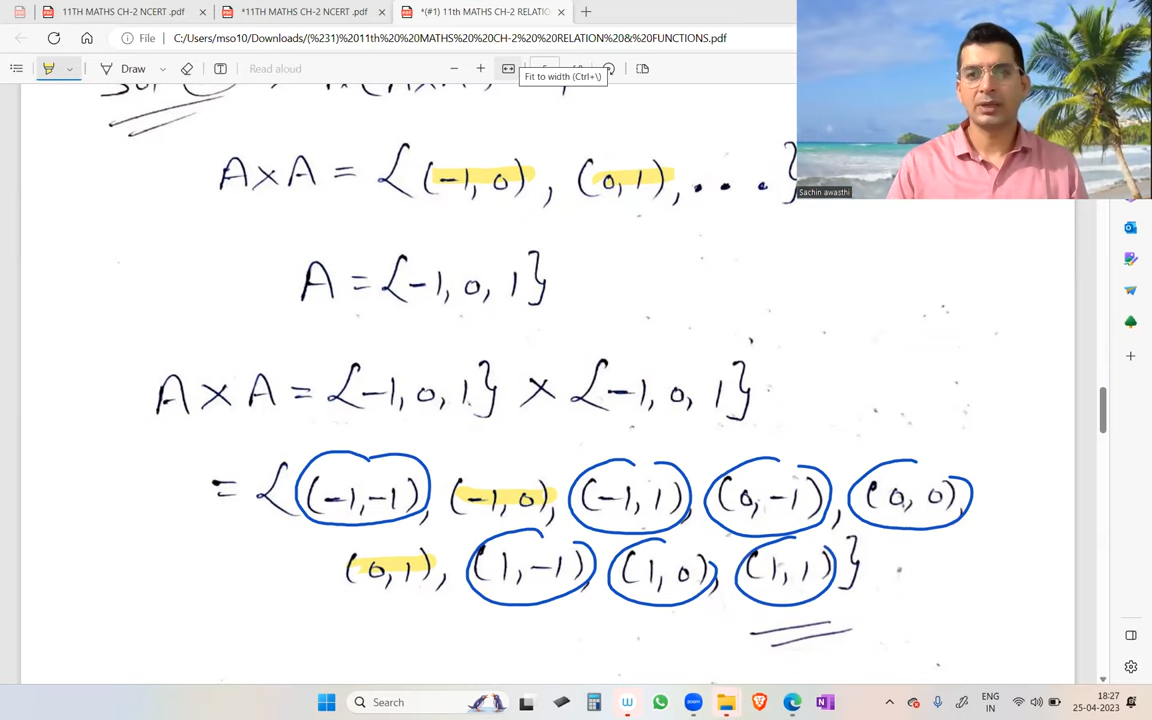 11TH MATHS CH-2 NCERT .pdf
*11TH MATHS CH-2 NCERT .pdf
*(#1) 11th MATHS CH-2 RELATIO
File
C:/Users/mso10/Downloads/(%231)%2011th%20%20MATHS%20%20CH-2%20%20RELATION%20&%20FUNCTIONS.pdf
Draw
Read aloud
Fit to width (Ctrl+\)
Sachin awasthi
A×A = {(-1,0), (0,1), ...}
A = {-1, 0, 1}
A × A = {-1, 0, 1} × {-1, 0, 1}
= {(-1,-1), (-1,0), (-1,1), (0,-1), (0,0),
(0,1), (1,-1), (1,0), (1,1)}
Search
ENG
IN
18:27
25-04-2023